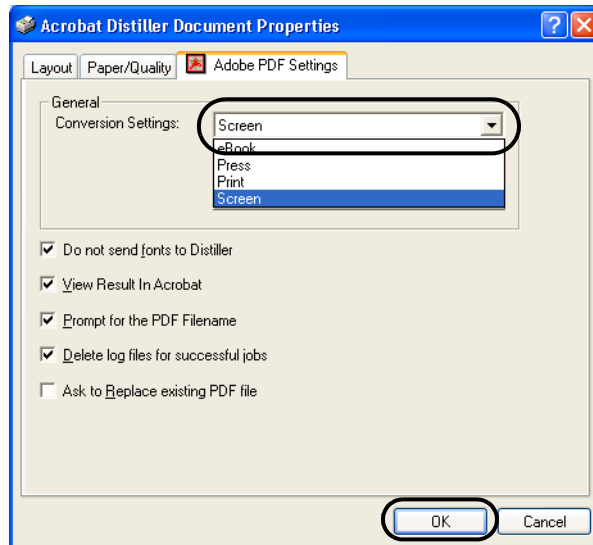 Acrobat Distiller Document Properties
Layout Paper/Quality Adobe PDF Settings
General
Conversion Settings: Screen
eBook
Press
Print
Screen
Do not send fonts to Distiller
View Result In Acrobat
Prompt for the PDF Filename
Delete log files for successful jobs
Ask to Replace existing PDF file
OK Cancel